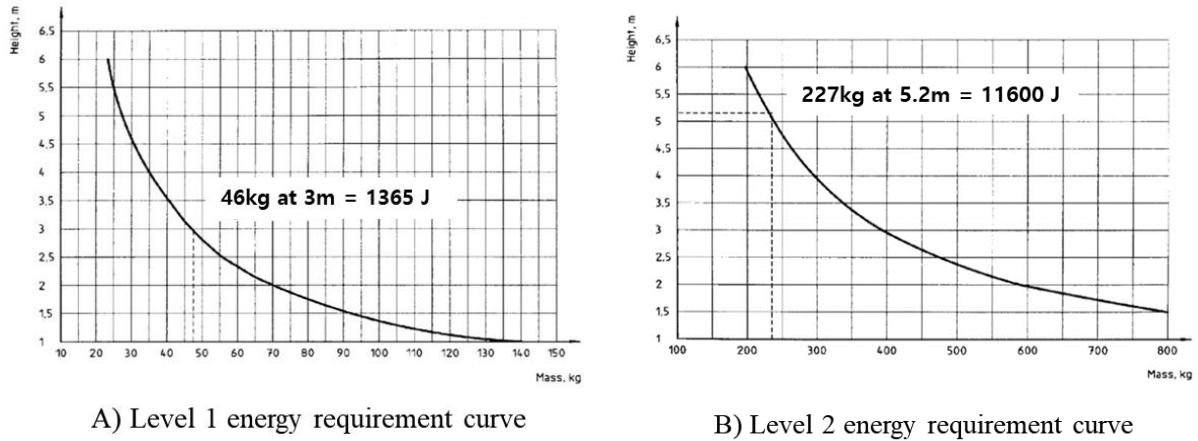 Height, m
6.5
6
5.5
5
4.5
4
3.5
3
2.5
2
1.5
1
46kg at 3m = 1365 J
10 20 30 40 50 60 70 80 90 100 110 120 130 140 150
Mass, kg
A) Level 1 energy requirement curve
Height, m
6,5
6
5,5
5
4,5
4
3,5
3
2.5
2
1,5
1
227kg at 5.2m = 11600 J
100 200 300 400 500 600 700 800
Mass, kg
B) Level 2 energy requirement curve